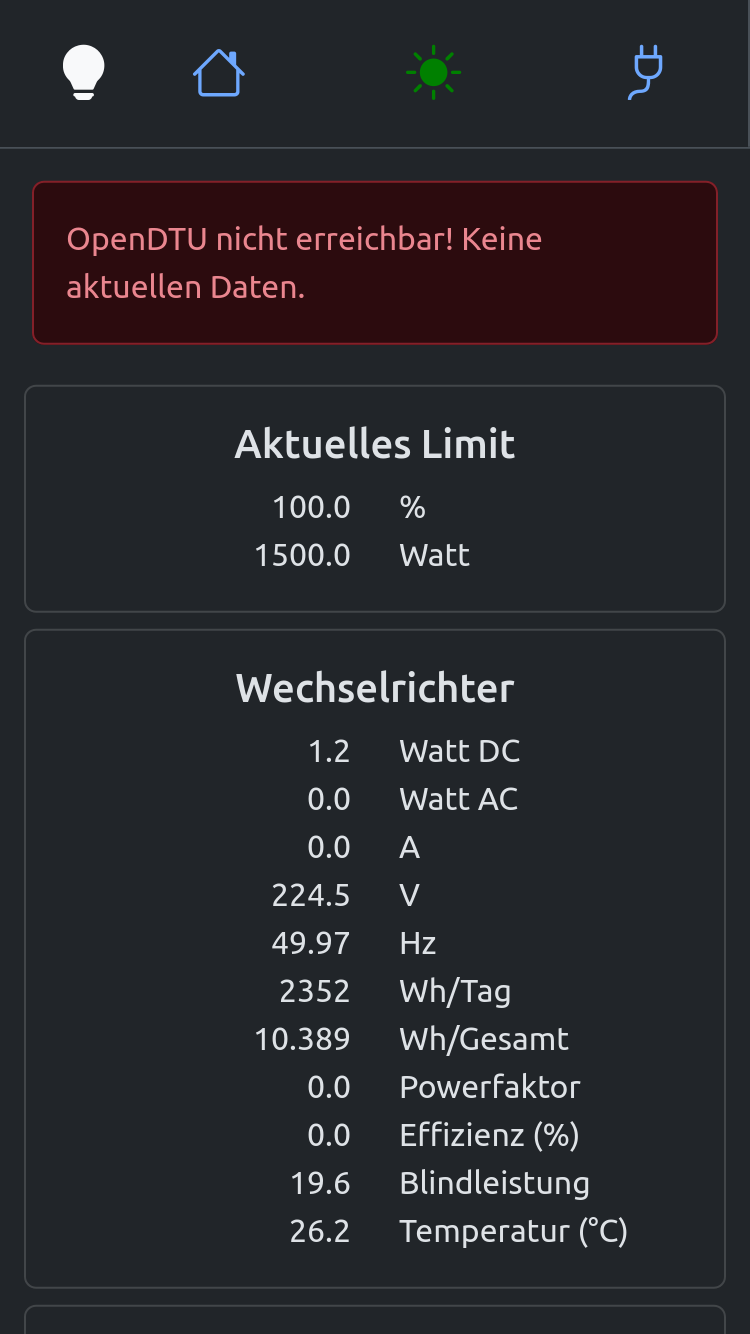 OpenDTU nicht erreichbar! Keine
aktuellen Daten.
Aktuelles Limit
100.0 %
1500.0 Watt
Wechselrichter
1.2 Watt DC
0.0 Watt AC
0.0 A
224.5 V
49.97 Hz
2352 Wh/Tag
10.389 Wh/Gesamt
0.0 Powerfaktor
0.0 Effizienz (%)
19.6 Blindleistung
26.2 Temperatur (°C)